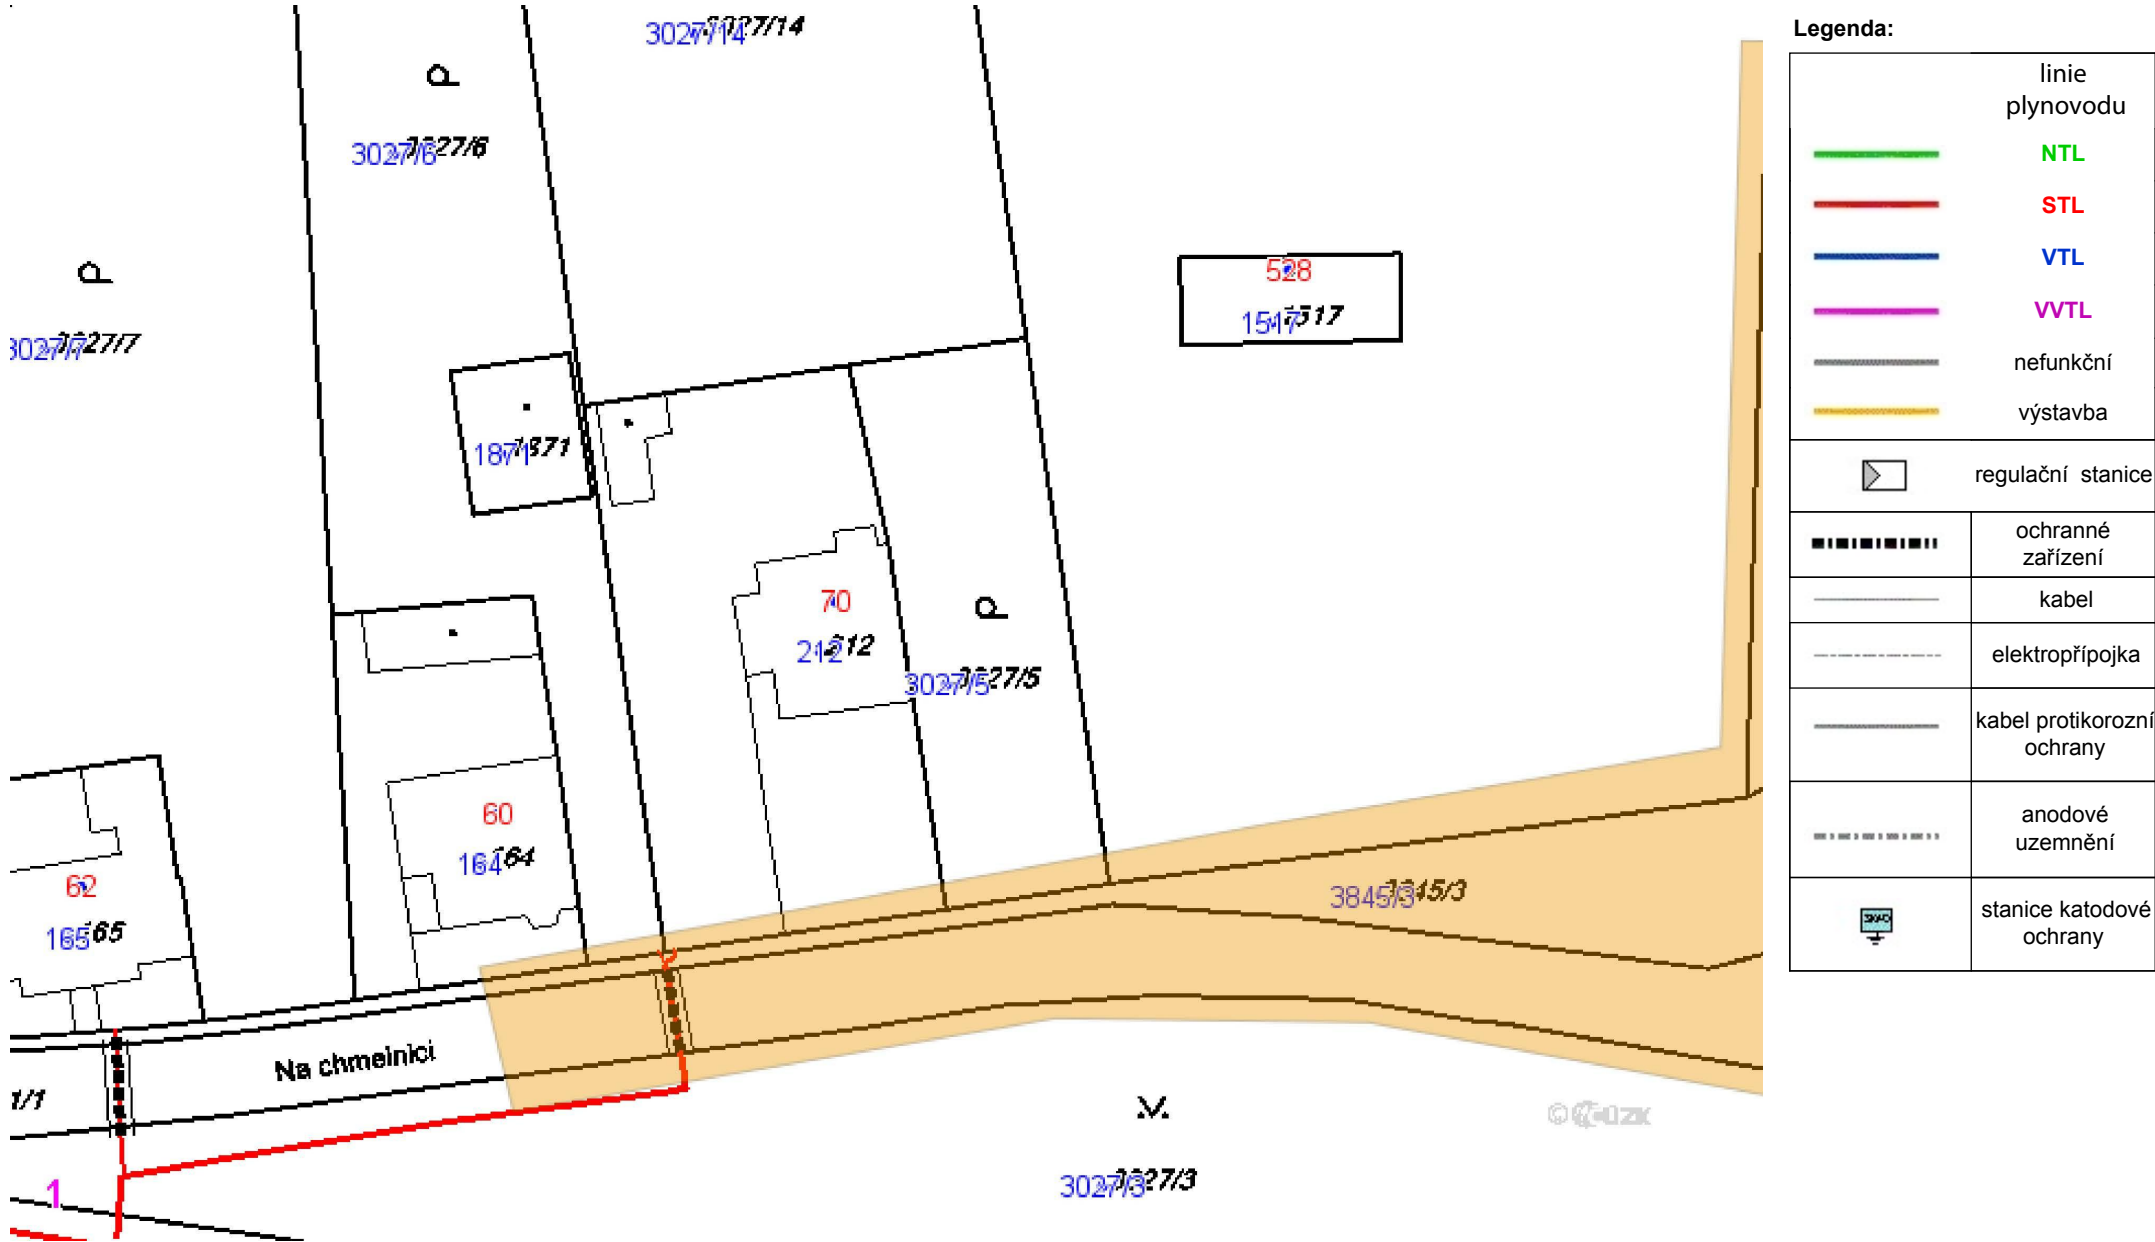 3027/14
3027/6
3027/7
528
1517
1871
70
212
3027/5
60
164
62
165
3845/3
Na chmelnici
1/1
1
3027/3
Legenda:
linie
plynovodu
NTL
STL
VTL
VVTL
nefunkční
výstavba
regulační stanice
ochranné
zařízení
kabel
elektropřípojka
kabel protikorozní
ochrany
anodové
uzemnění
SKAO
stanice katodové
ochrany